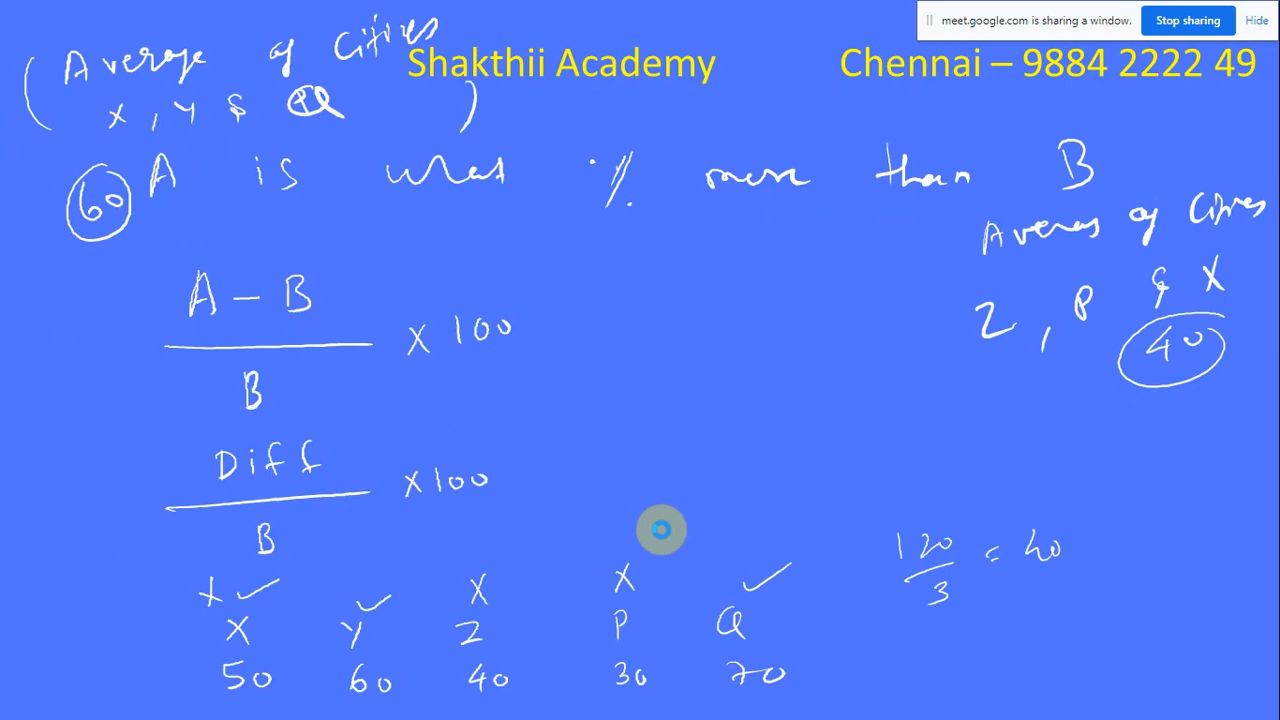 meet.google.com is sharing a window. Stop sharing Hide
Shakthii Academy Chennai – 9884 2222 49
(Average of Cities
X, Y & Q)
60 A is what % more than B
Average of Cities
Z, P & X
40
A - B
B
X 100
Diff
B
X 100
120
3
= 40
X ✓ ✓ X X ✓
X Y Z P Q
50 60 40 30 70